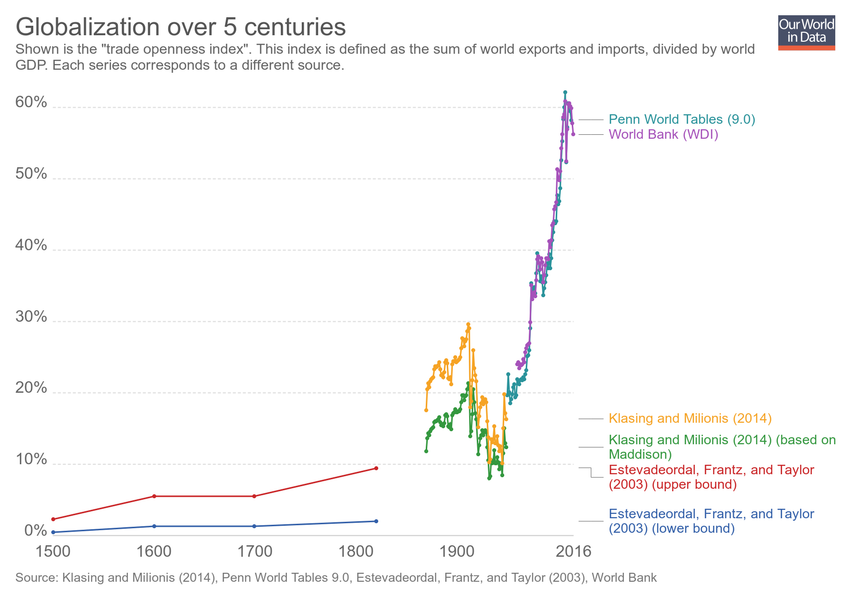 Globalization over 5 centuries
Our World
in Data
Shown is the "trade openness index". This index is defined as the sum of world exports and imports, divided by world
GDP. Each series corresponds to a different source.
60%
50%
40%
30%
20%
10%
0%
1500
1600
1700
1800
1900
2016
Penn World Tables (9.0)
World Bank (WDI)
Klasing and Milionis (2014)
Klasing and Milionis (2014) (based on
Maddison)
Estevadeordal, Frantz, and Taylor
(2003) (upper bound)
Estevadeordal, Frantz, and Taylor
(2003) (lower bound)
Source: Klasing and Milionis (2014), Penn World Tables 9.0, Estevadeordal, Frantz, and Taylor (2003), World Bank